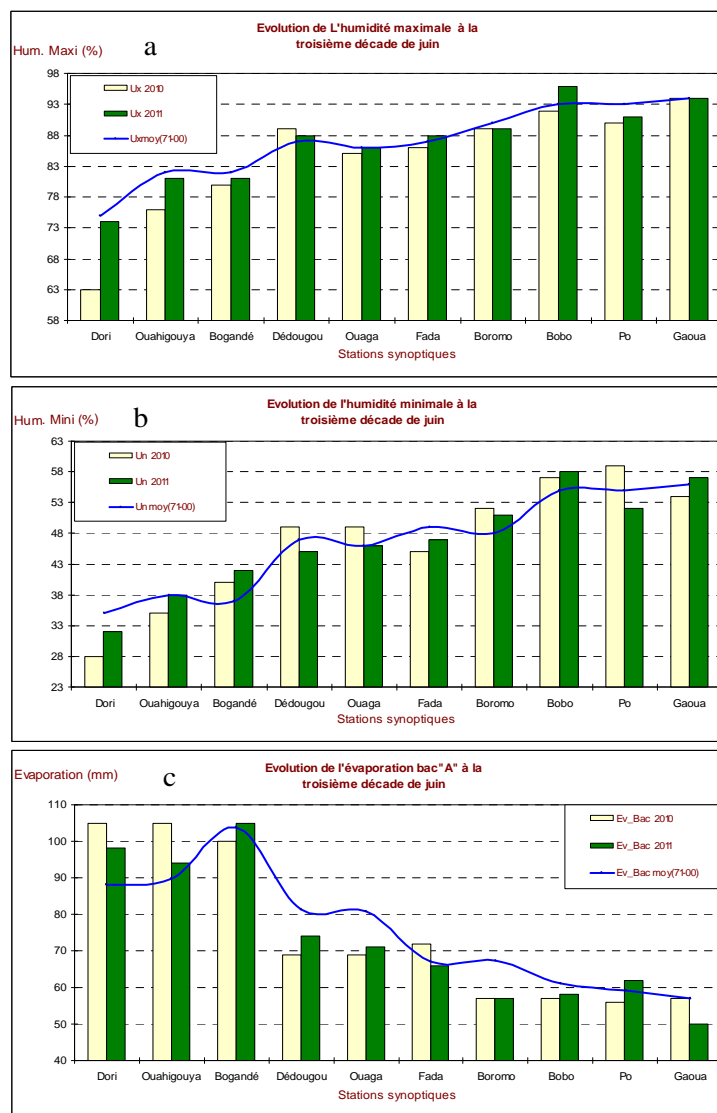 Evolution de L'humidité maximale à la
troisième décade de juin
a
Hum. Maxi (%)
98
93
88
83
78
73
68
63
58
Ux 2010
Ux 2011
Uxmoy(71-00)
Dori Ouahigouya Bogandé Dédougou Ouaga Fada Boromo Bobo Po Gaoua
Stations synoptiques
Evolution de l'humidité minimale à la
troisième décade de juin
b
Hum. Mini (%)
63
58
53
48
43
38
33
28
23
Un 2010
Un 2011
Unmoy(71-00)
Dori Ouahigouya Bogandé Dédougou Ouaga Fada Boromo Bobo Po Gaoua
Stations synoptiques
Evolution de l'évaporation bac"A" à la
troisième décade de juin
c
Evaporation (mm)
110
100
90
80
70
60
50
40
Ev_Bac 2010
Ev_Bac 2011
Ev_Bac moy(71-00)
Dori Ouahigouya Bogandé Dédougou Ouaga Fada Boromo Bobo Po Gaoua
Stations synoptiques